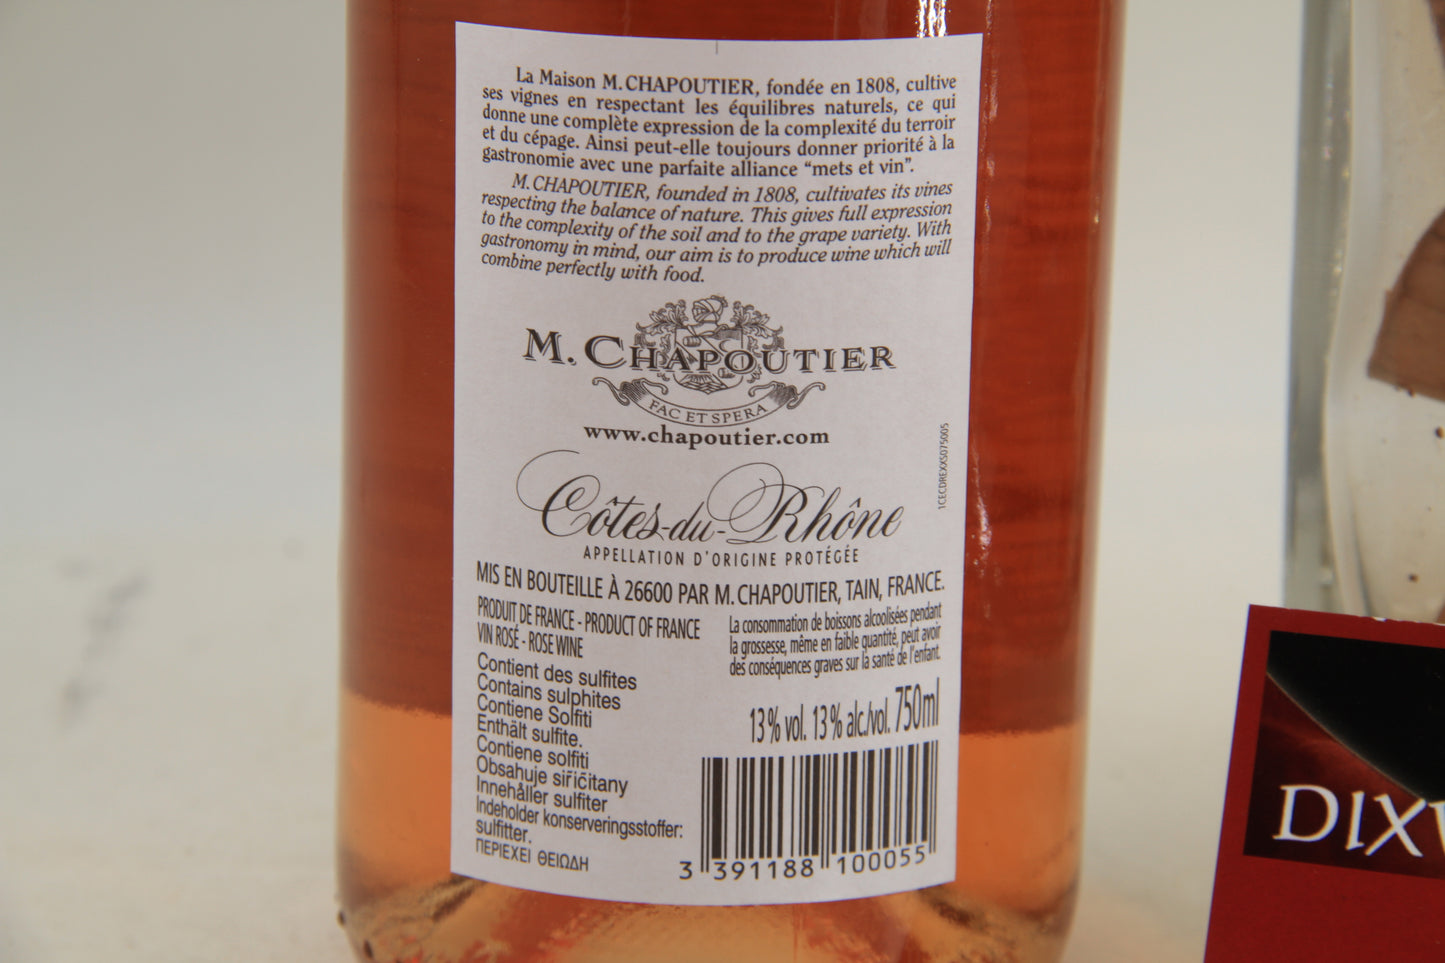 La Maison M. CHAPOUTIER, fondée en 1808, cultive
ses vignes en respectant les équilibres naturels, ce qui
donne une complète expression de la complexité du terroir
et du cépage. Ainsi peut-elle toujours donner priorité à la
gastronomie avec une parfaite alliance “mets et vin”.
M. CHAPOUTIER, founded in 1808, cultivates its vines
respecting the balance of nature. This gives full expression
to the complexity of the soil and to the grape variety. With
gastronomy in mind, our aim is to produce wine which will
combine perfectly with food.
M. CHAPOUTIER
FAC ET SPERA
www.chapoutier.com
1CECDREXXS075005
Côtes-du-Rhône
APPELLATION D'ORIGINE PROTÉGÉE
MIS EN BOUTEILLE À 26600 PAR M. CHAPOUTIER, TAIN, FRANCE.
PRODUIT DE FRANCE - PRODUCT OF FRANCE
VIN ROSÉ - ROSE WINE
La consommation de boissons alcoolisées pendant
la grossesse, même en faible quantité, peut avoir
des conséquences graves sur la santé de l'enfant.
Contient des sulfites
Contains sulphites
Contiene Solfiti
Enthält sulfite.
Contiene solfiti
Obsahuje siřičitany
Innehåller sulfiter
Indeholder konserveringsstoffer:
sulfitter.
ΠΕΡΙΕΧΕΙ ΘΕΙΩΔΗ
13 % vol. 13 % alc./vol. 750ml
3 391188 100055
DIX